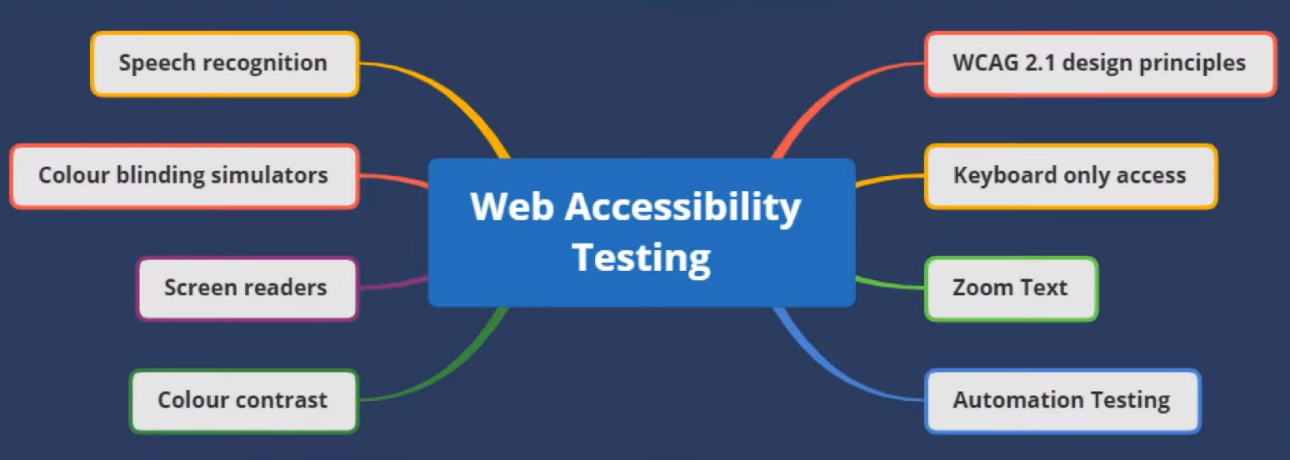 Speech recognition
Colour blinding simulators
Screen readers
Colour contrast
Web Accessibility
Testing
WCAG 2.1 design principles
Keyboard only access
Zoom Text
Automation Testing